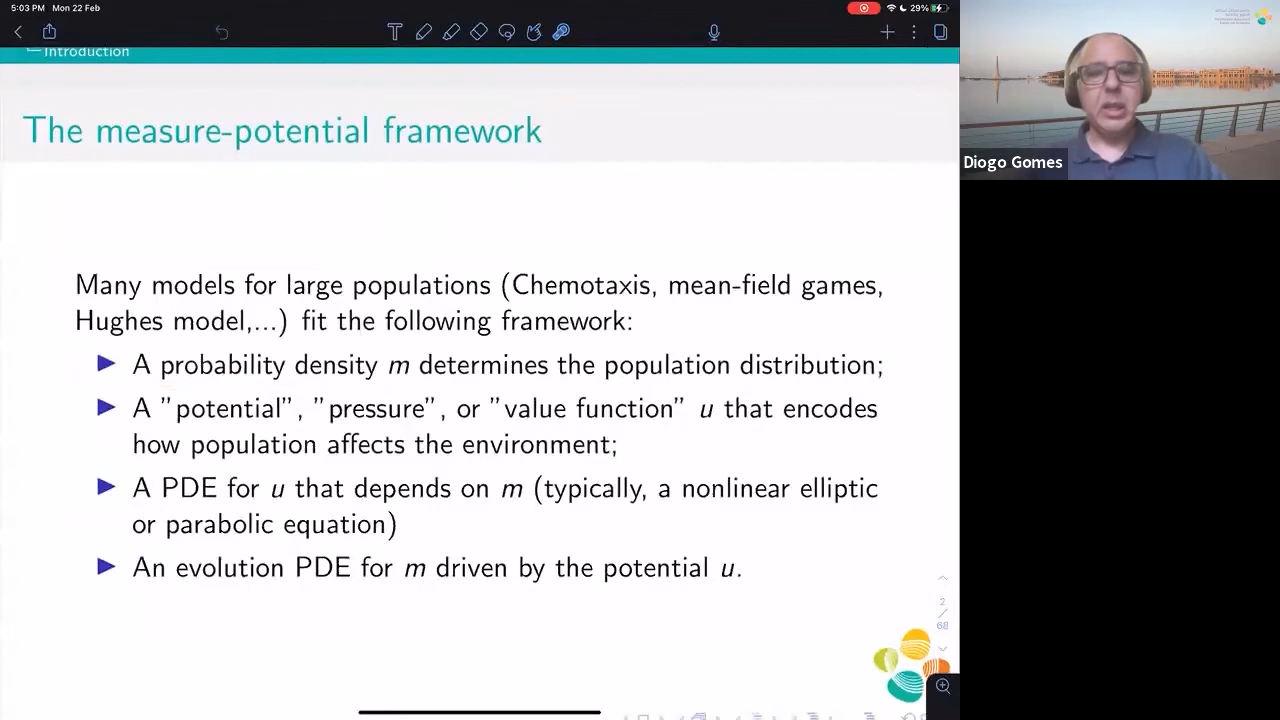 5:03 PM Mon 22 Feb
29%
Introduction
The measure-potential framework
Diogo Gomes
Many models for large populations (Chemotaxis, mean-field games,
Hughes model,...) fit the following framework:
A probability density m determines the population distribution;
A "potential", "pressure", or "value function" u that encodes
how population affects the environment;
A PDE for u that depends on m (typically, a nonlinear elliptic
or parabolic equation)
An evolution PDE for m driven by the potential u.
2
/
68